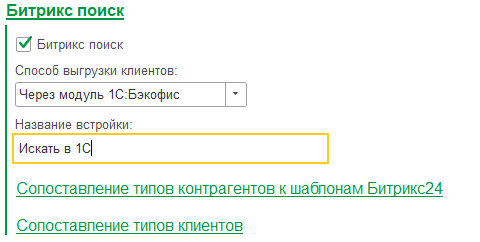 Битрикс поиск
Битрикс поиск
Способ выгрузки клиентов:
Через модуль 1С:Бэкофис
Название встройки:
Искать в 1С
Сопоставление типов контрагентов к шаблонам Битрикс24
Сопоставление типов клиентов